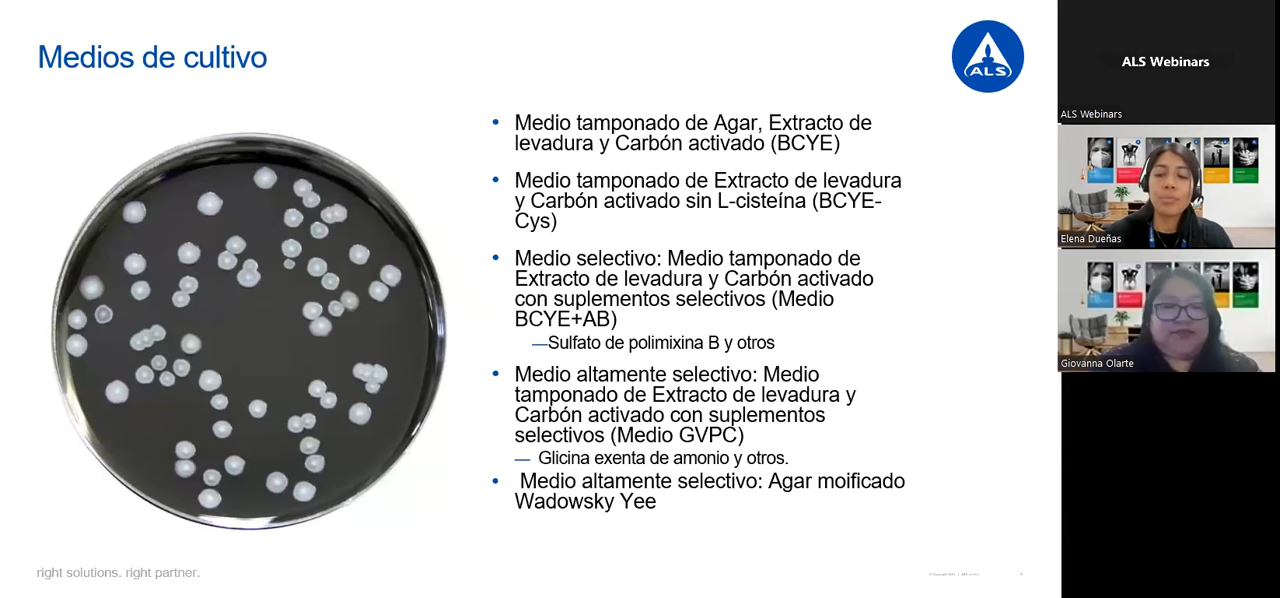 Medios de cultivo
ALS
• Medio tamponado de Agar, Extracto de
levadura y Carbón activado (BCYE)
• Medio tamponado de Extracto de levadura
y Carbón activado sin L-cisteína (BCYE-
Cys)
• Medio selectivo: Medio tamponado de
Extracto de levadura y Carbón activado
con suplementos selectivos (Medio
BCYE+AB)
—Sulfato de polimixina B y otros
• Medio altamente selectivo: Medio
tamponado de Extracto de levadura y
Carbón activado con suplementos
selectivos (Medio GVPC)
— Glicina exenta de amonio y otros.
• Medio altamente selectivo: Agar moificado
Wadowsky Yee
right solutions. right partner.
ALS Webinars
ALS Webinars
Elena Dueñas
Giovanna Olarte